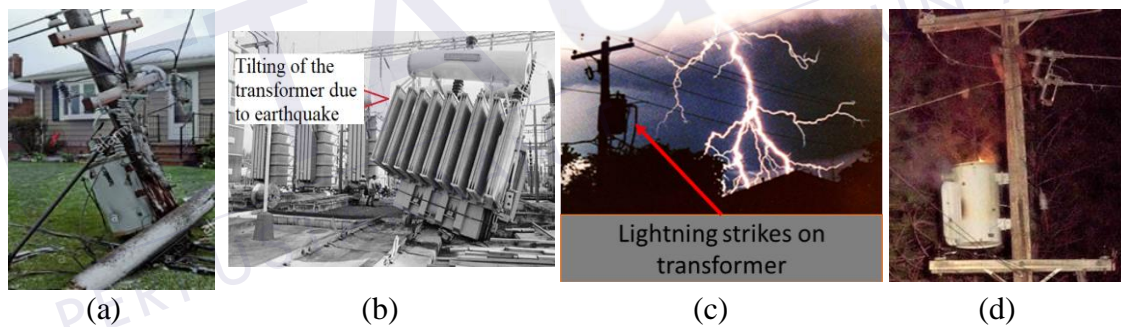 Tilting of the
transformer due
to earthquake
Lightning strikes on
transformer
(a)
(b)
(c)
(d)